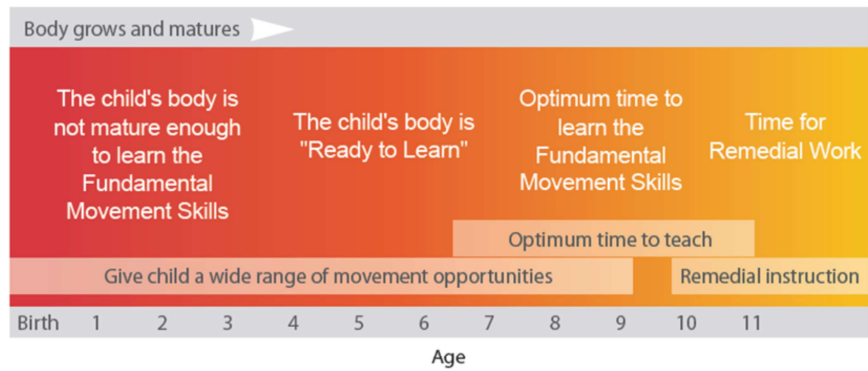 Body grows and matures
The child's body is
not mature enough
to learn the
Fundamental
Movement Skills
The child's body is
"Ready to Learn"
Optimum time to
learn the
Fundamental
Movement Skills
Time for
Remedial Work
Optimum time to teach
Give child a wide range of movement opportunities
Remedial instruction
Birth 1 2 3 4 5 6 7 8 9 10 11
Age